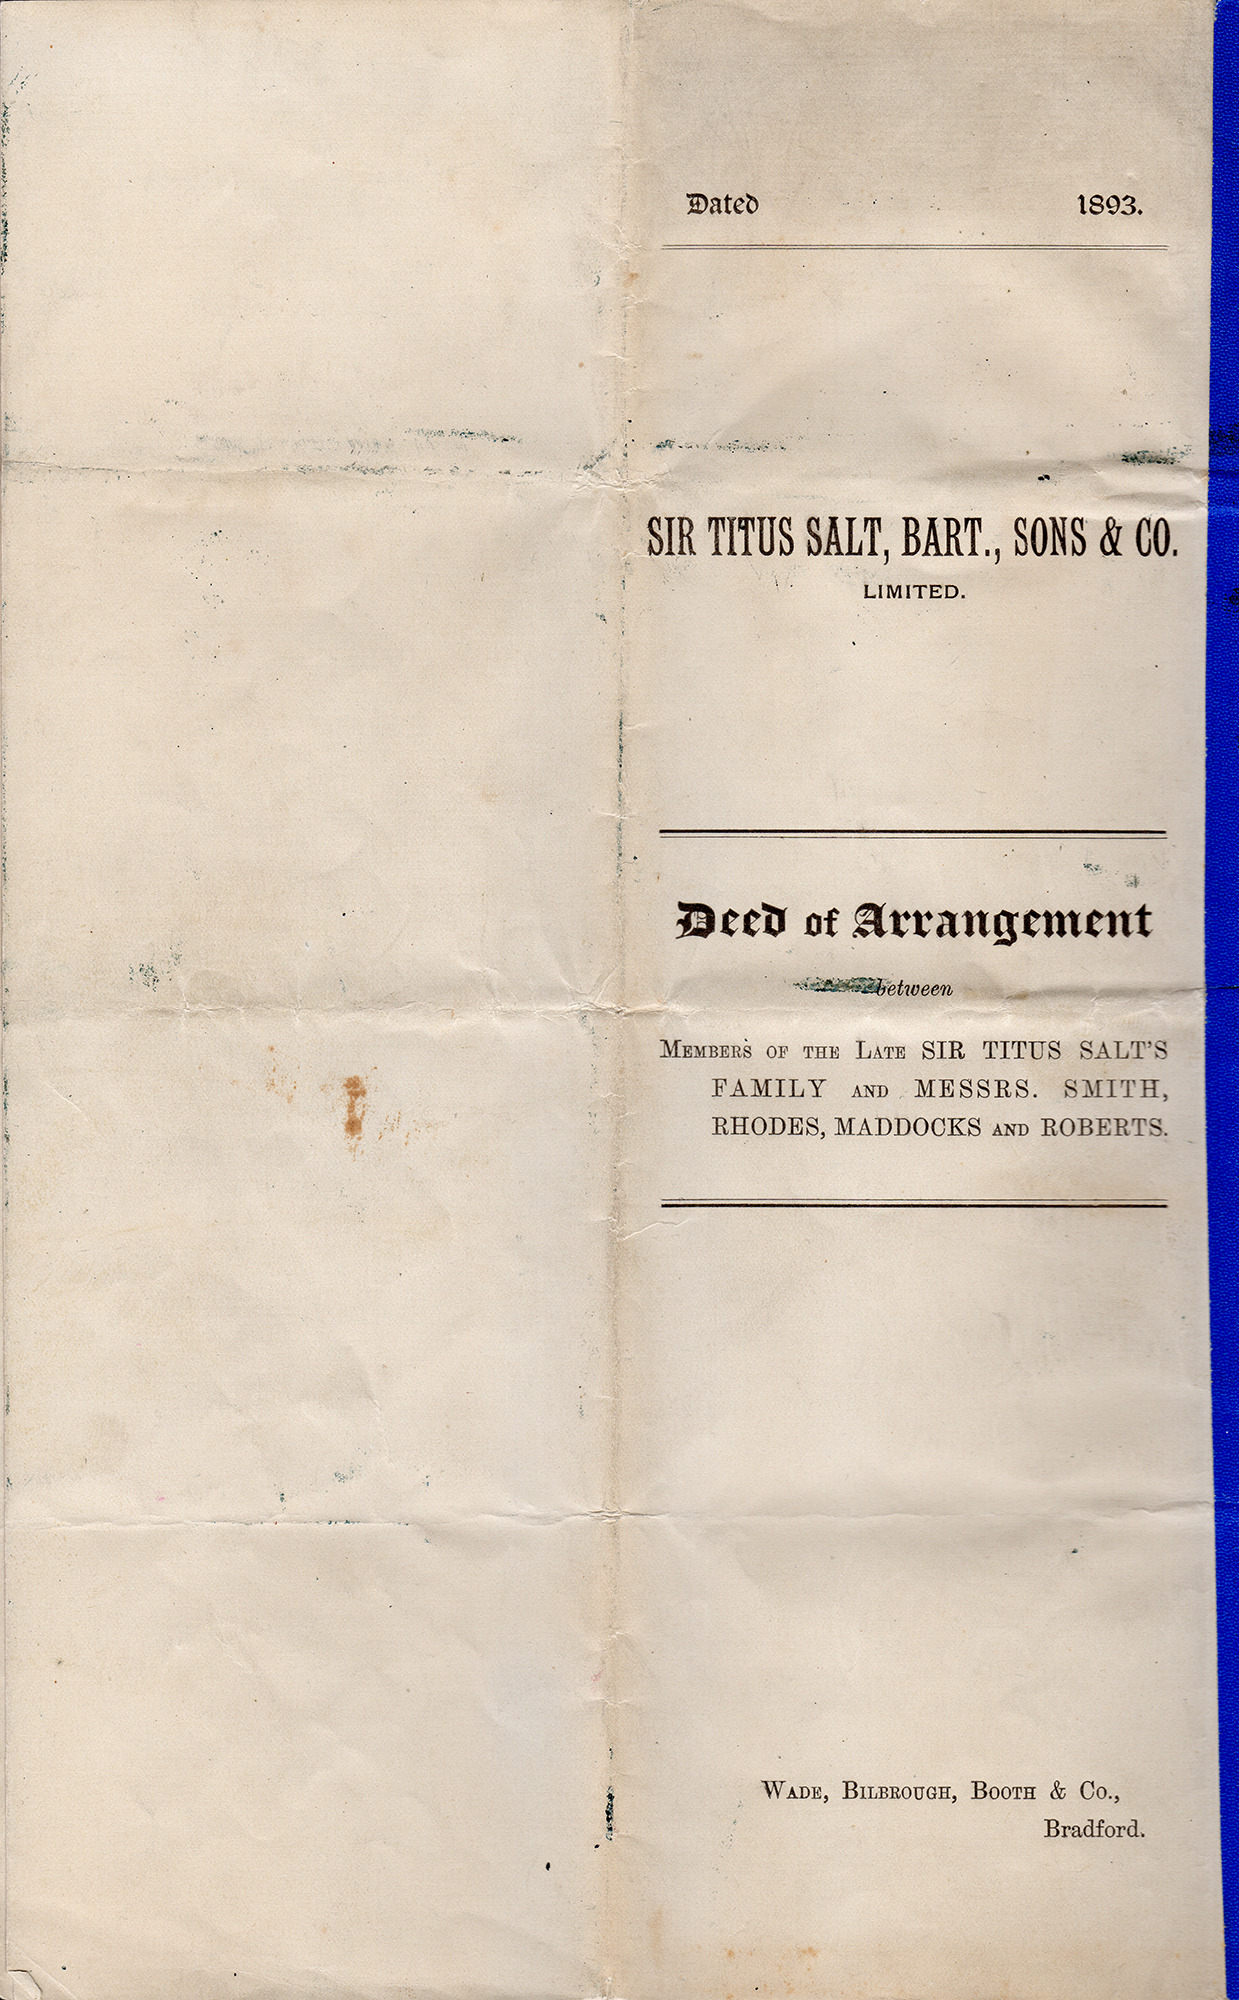 Dated 1893.
SIR TITUS SALT, BART., SONS & CO.
LIMITED.
Deed of Arrangement
between
MEMBERS OF THE LATE SIR TITUS SALT'S
FAMILY AND MESSRS. SMITH,
RHODES, MADDOCKS AND ROBERTS.
WADE, BILBROUGH, BOOTH & CO.,
Bradford.